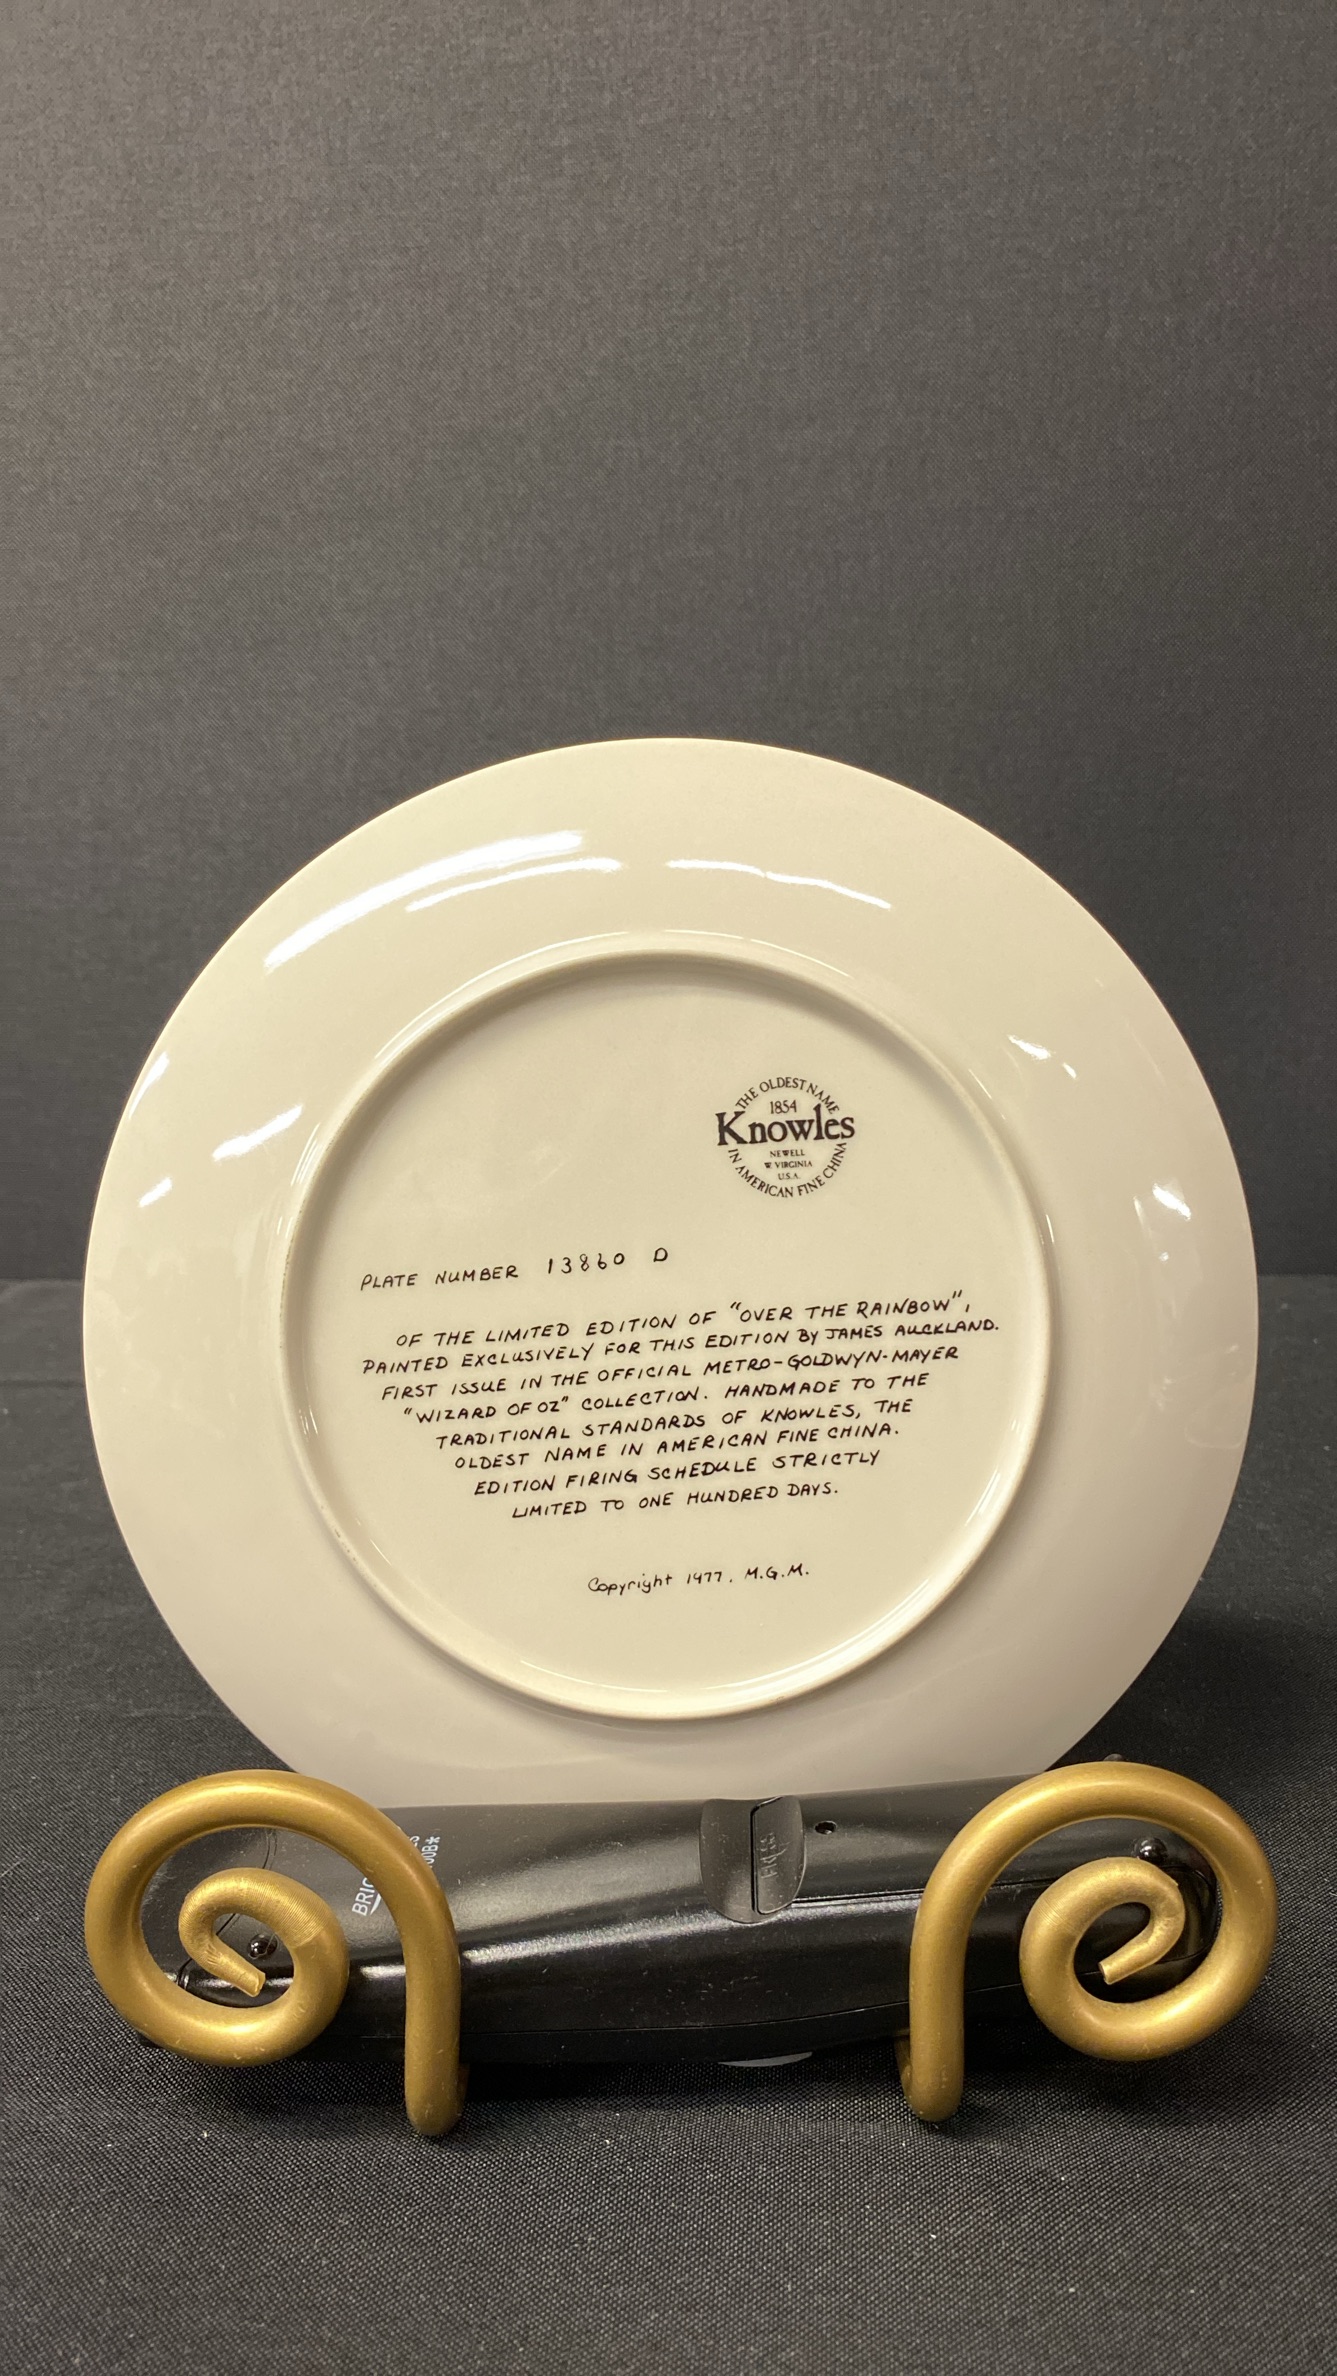 THE OLDEST NAME
1854
Knowles
NEWELL
W VIRGINIA
U.S.A.
IN AMERICAN FINE CHINA
PLATE NUMBER 13860 D
OF THE LIMITED EDITION OF "OVER THE RAINBOW",
PAINTED EXCLUSIVELY FOR THIS EDITION BY JAMES AUCKLAND.
FIRST ISSUE IN THE OFFICIAL METRO-GOLDWYN-MAYER
"WIZARD OF OZ" COLLECTION. HANDMADE TO THE
TRADITIONAL STANDARDS OF KNOWLES, THE
OLDEST NAME IN AMERICAN FINE CHINA.
EDITION FIRING SCHEDULE STRICTLY
LIMITED TO ONE HUNDRED DAYS.
Copyright 1977. M.G.M.